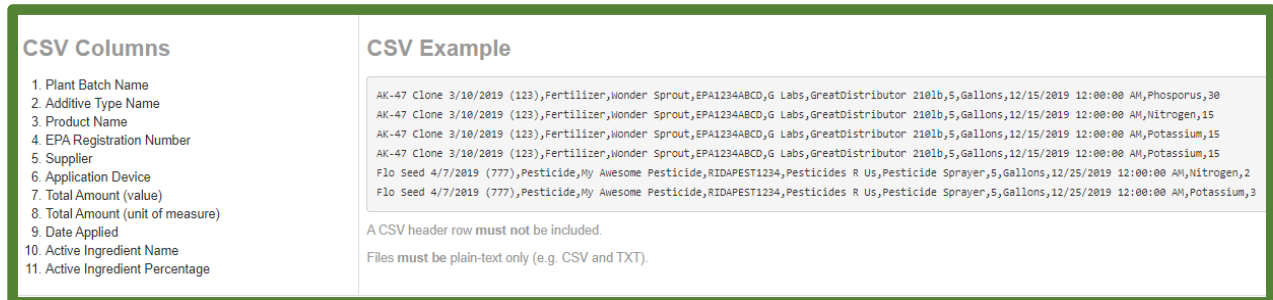 CSV Columns
1. Plant Batch Name
2. Additive Type Name
3. Product Name
4. EPA Registration Number
5. Supplier
6. Application Device
7. Total Amount (value)
8. Total Amount (unit of measure)
9. Date Applied
10. Active Ingredient Name
11. Active Ingredient Percentage
CSV Example
AK-47 Clone 3/10/2019 (123),Fertilizer,Wonder Sprout,EPA1234ABCD,G Labs,GreatDistributor 210lb,5,Gallons,12/15/2019 12:00:00 AM,Phosporus,30
AK-47 Clone 3/10/2019 (123),Fertilizer,Wonder Sprout,EPA1234ABCD,G Labs,GreatDistributor 210lb,5,Gallons,12/15/2019 12:00:00 AM,Nitrogen,15
AK-47 Clone 3/10/2019 (123),Fertilizer,Wonder Sprout,EPA1234ABCD,G Labs,GreatDistributor 210lb,5,Gallons,12/15/2019 12:00:00 AM,Potassium,15
AK-47 Clone 3/10/2019 (123),Fertilizer,Wonder Sprout,EPA1234ABCD,G Labs,GreatDistributor 210lb,5,Gallons,12/15/2019 12:00:00 AM,Potassium,15
Flo Seed 4/7/2019 (777),Pesticide,My Awesome Pesticide,RIDAPEST1234,Pesticides R Us,Pesticide Sprayer,5,Gallons,12/25/2019 12:00:00 AM,Nitrogen,2
Flo Seed 4/7/2019 (777),Pesticide,My Awesome Pesticide,RIDAPEST1234,Pesticides R Us,Pesticide Sprayer,5,Gallons,12/25/2019 12:00:00 AM,Potassium,3
A CSV header row must not be included.
Files must be plain-text only (e.g. CSV and TXT).